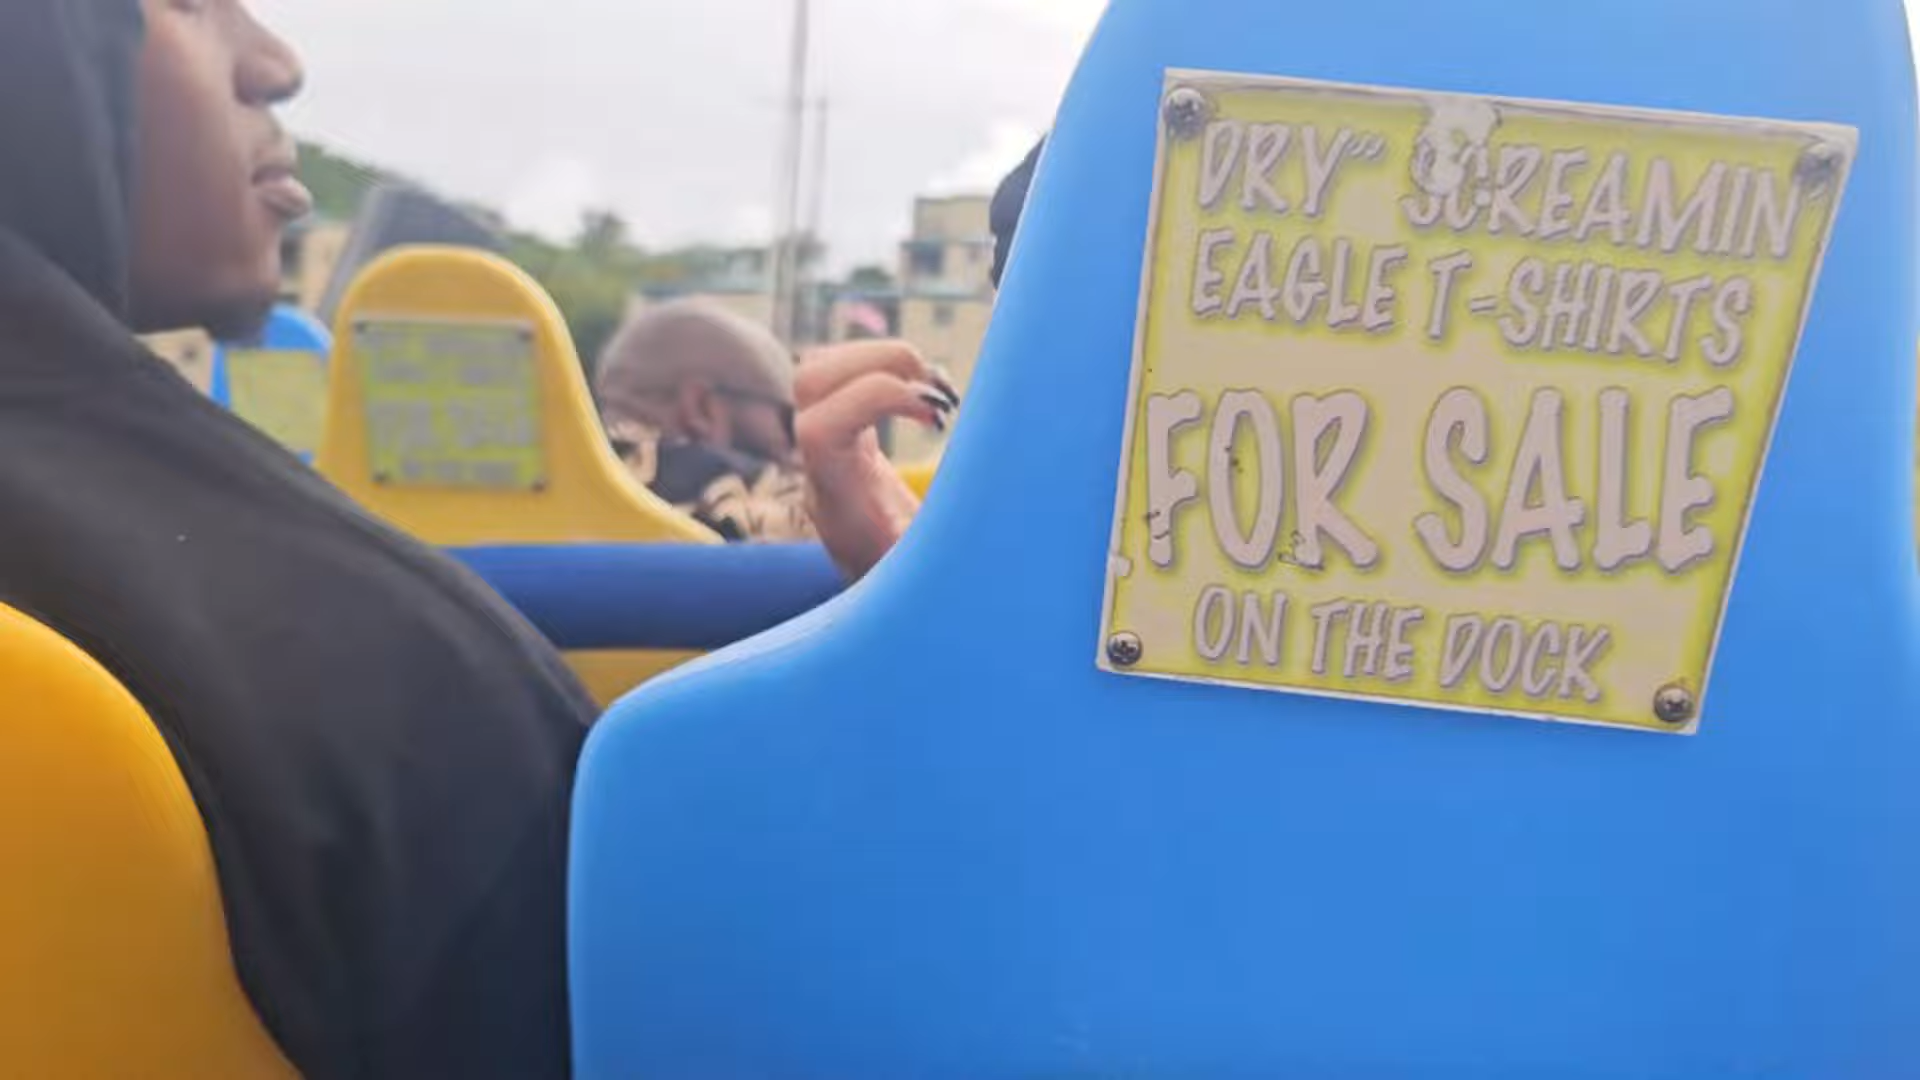 DRY" SCREAMIN'
EAGLE T-SHIRTS
FOR SALE
ON THE DOCK